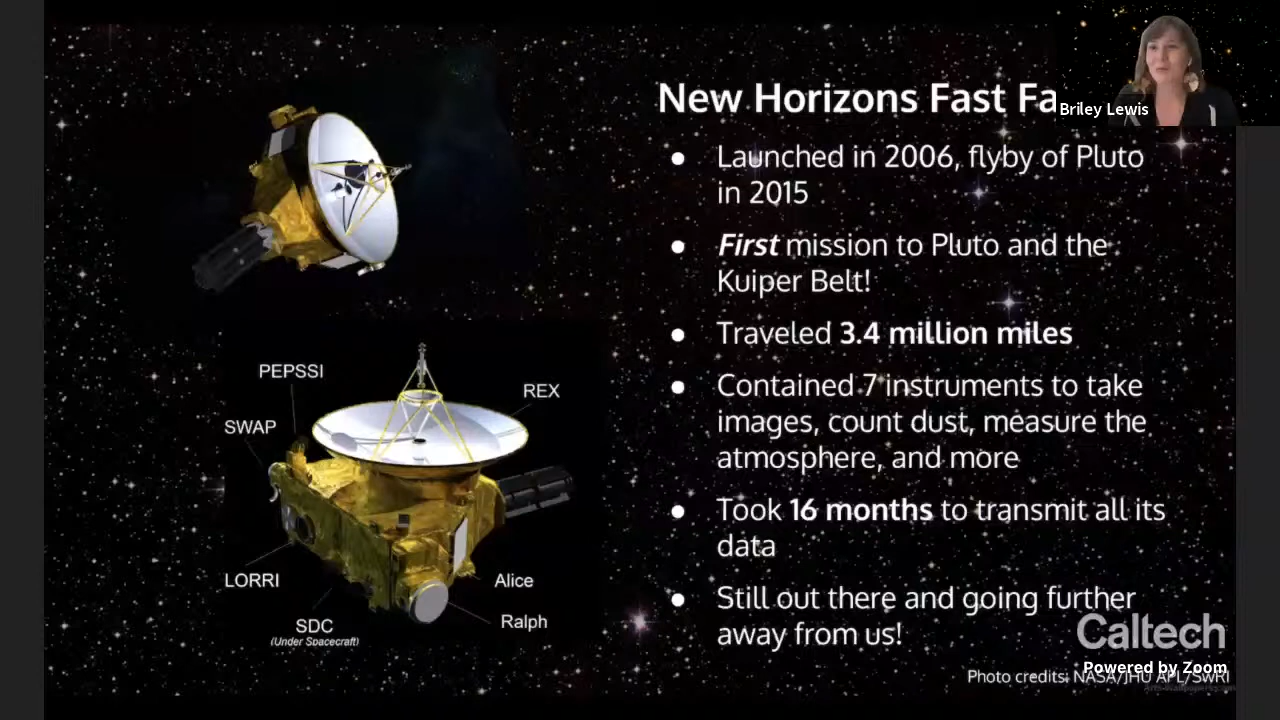 New Horizons Fast Fa
Briley Lewis
● Launched in 2006, flyby of Pluto
in 2015
● First mission to Pluto and the
Kuiper Belt!
● Traveled 3.4 million miles
● Contained 7 instruments to take
images, count dust, measure the
atmosphere, and more
● Took 16 months to transmit all its
data
● Still out there and going further
away from us!
PEPSSI
REX
SWAP
LORRI
Alice
SDC
(Under Spacecraft)
Ralph
Caltech
Powered by Zoom
Photo credits: NASA/JHU APL/SwRI